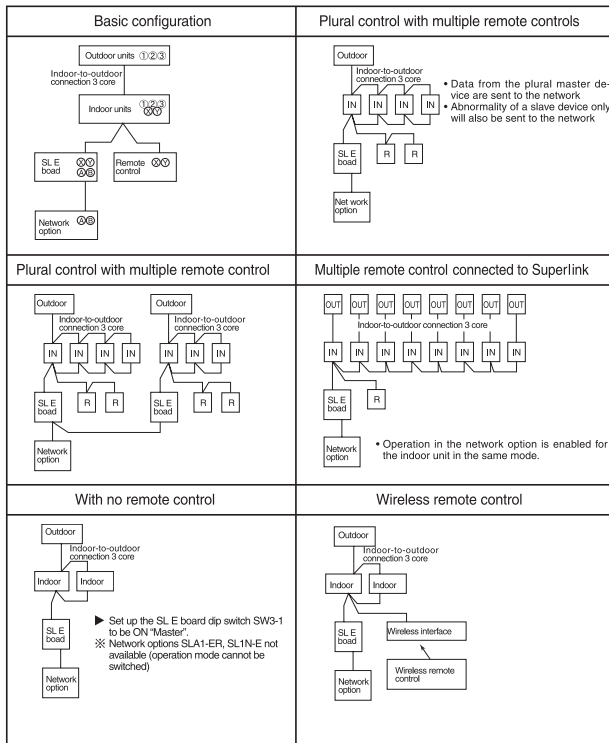 Basic configuration
Outdoor units ①②③
Indoor-to-outdoor
connection 3 core
Indoor units ①②③
ⓍⓎ
SL E ⓍⓎ
boad ⒶⒷ
Remote ⓍⓎ
control
Network ⒶⒷ
option
Plural control with multiple remote controls
Outdoor
Indoor-to-outdoor
connection 3 core
IN IN IN IN
• Data from the plural master de-
vice are sent to the network
• Abnormality of a slave device only
will also be sent to the network
SL E
boad
R R
Net work
option
Plural control with multiple remote control
Outdoor Outdoor
Indoor-to-outdoor
connection 3 core
Indoor-to-outdoor
connection 3 core
IN IN IN IN IN IN IN IN
SL E
boad
R R
SL E
boad
R R
Network
option
Multiple remote control connected to Superlink
OUT OUT OUT OUT OUT OUT OUT OUT
Indoor-to-outdoor connection 3 core
IN IN IN IN IN IN IN IN
SL E
boad
R
Network
option
• Operation in the network option is enabled for
the indoor unit in the same mode.
With no remote control
Outdoor
Indoor-to-outdoor
connection 3 core
Indoor Indoor
SL E
boad
▶ Set up the SL E board dip switch SW3-1
to be ON "Master".
※ Network options SLA1-ER, SL1N-E not
available (operation mode cannot be
switched)
Network
option
Wireless remote control
Outdoor
Indoor-to-outdoor
connection 3 core
Indoor Indoor
SL E
boad
Wireless interface
Network
option
Wireless remote
control